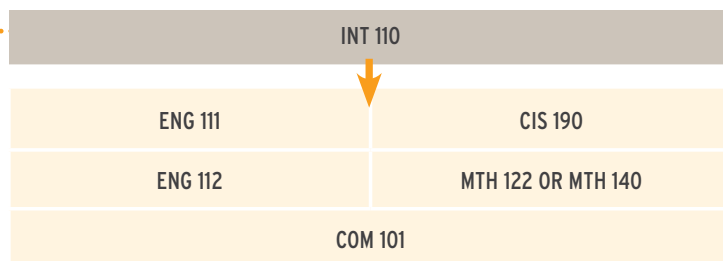 INT 110
ENG 111
CIS 190
ENG 112
MTH 122 OR MTH 140
COM 101